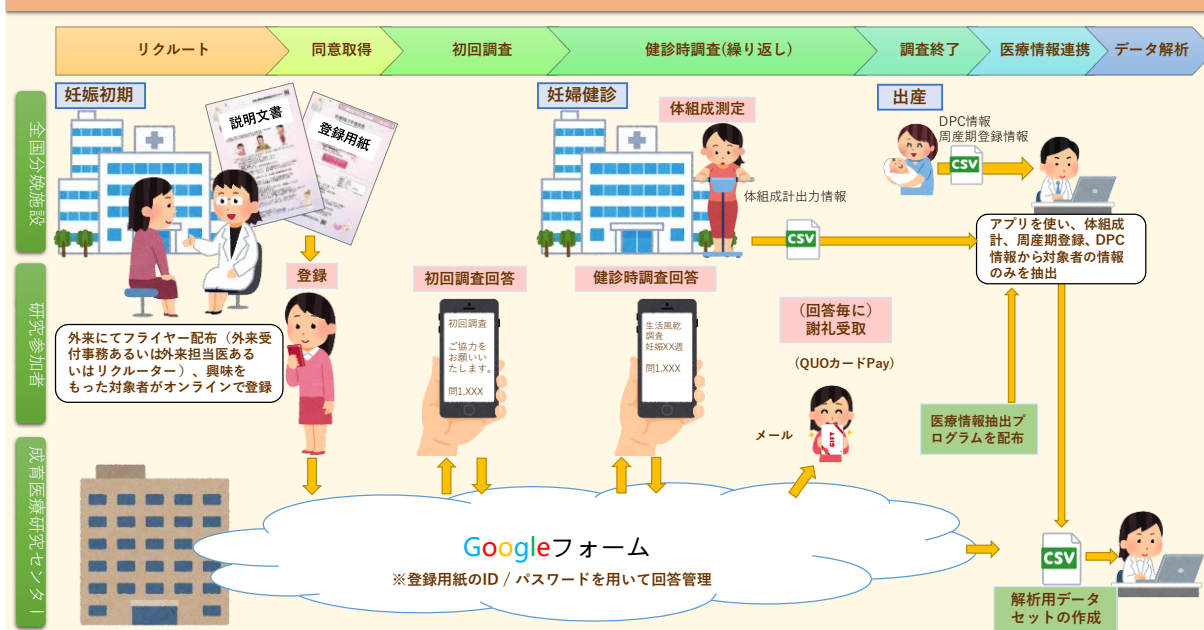 リクルート
同意取得
初回調査
健診時調査(繰り返し)
調査終了
医療情報連携
データ解析
全国分娩施設
妊娠初期
説明文書
登録用紙
妊婦健診
体組成測定
出産
DPC情報
周産期登録情報
CSV
体組成計出力情報
CSV
アプリを使い、体組成
計、周産期登録、DPC
情報から対象者の情報
のみを抽出
研究参加者
外来にてフライヤー配布（外来受
付事務あるいは外来担当医ある
いはリクルーター）、興味を
もった対象者がオンラインで登録
登録
初回調査回答
初回調査
ご協力を
お願いい
たします。
問1.XXX
健診時調査回答
生活風乾
調査
妊娠XX週
問1.XXX
（回答毎に）
謝礼受取
(QUOカードPay)
メール
GIFT
医療情報抽出プ
ログラムを配布
成育医療研究センター
Googleフォーム
※登録用紙のID / パスワードを用いて回答管理
CSV
解析用データ
セットの作成